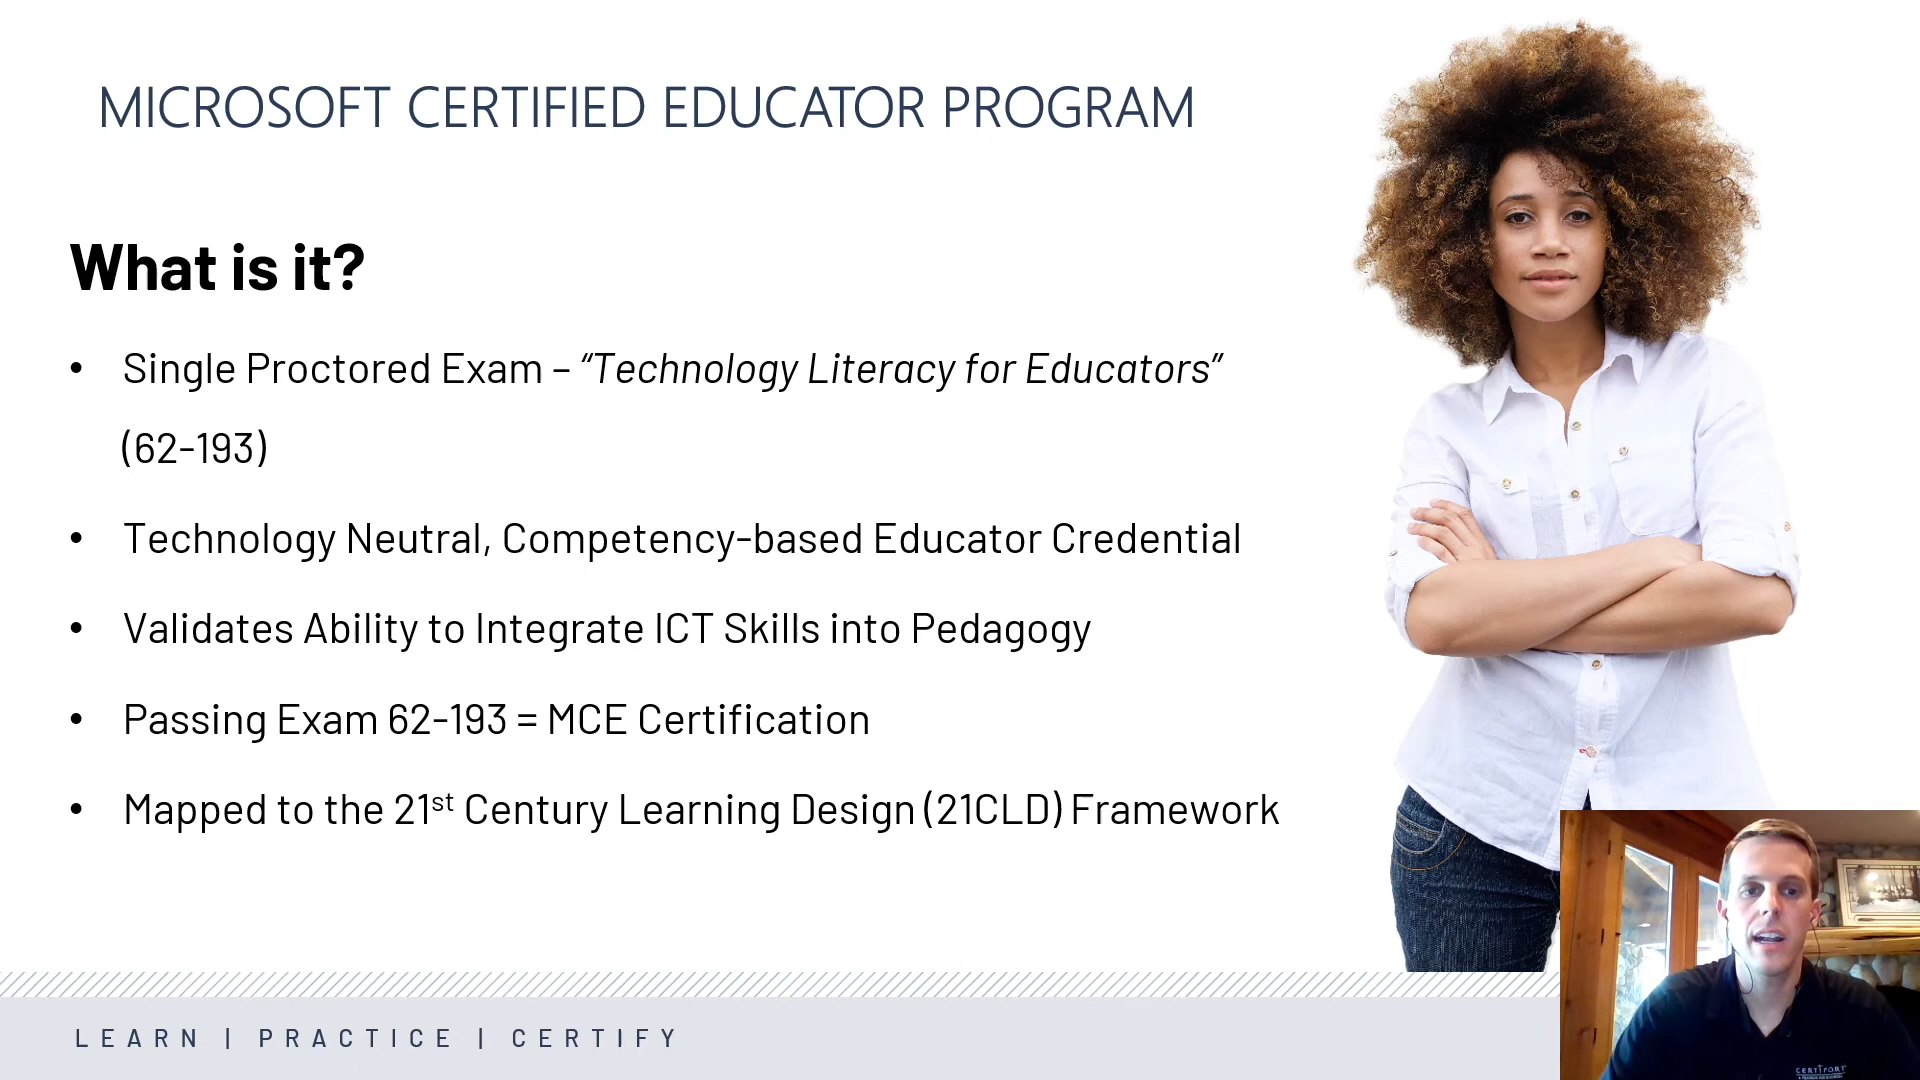 MICROSOFT CERTIFIED EDUCATOR PROGRAM
What is it?
• Single Proctored Exam – “Technology Literacy for Educators”
(62-193)
• Technology Neutral, Competency-based Educator Credential
• Validates Ability to Integrate ICT Skills into Pedagogy
• Passing Exam 62-193 = MCE Certification
• Mapped to the 21st Century Learning Design (21CLD) Framework
LEARN | PRACTICE | CERTIFY
CERTIPORT